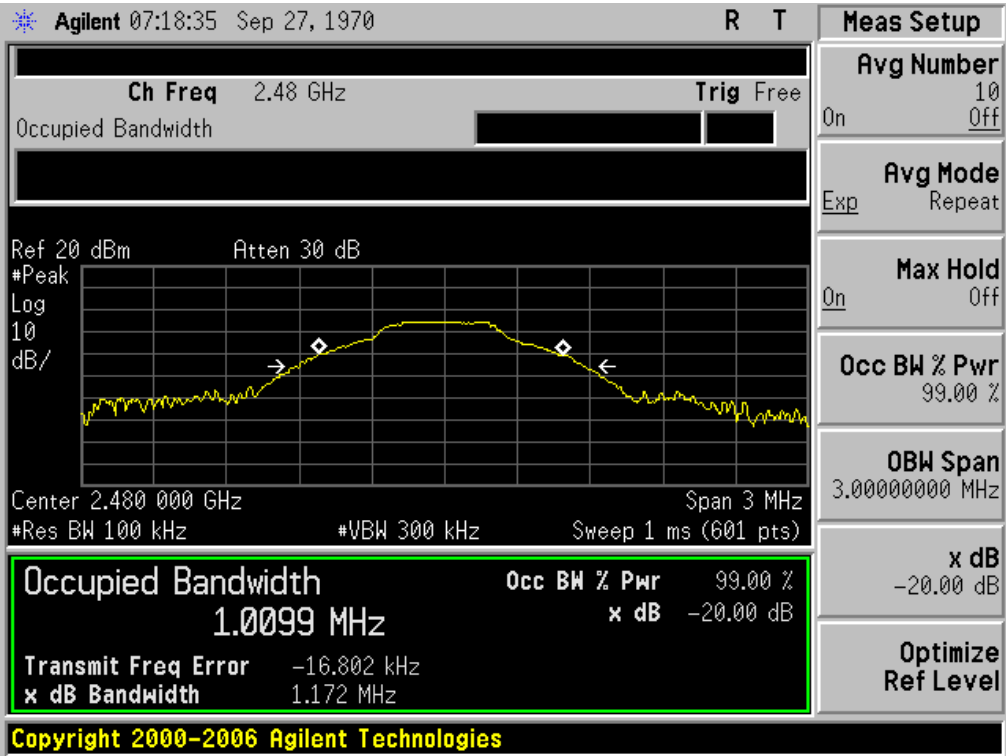 Agilent 07:18:35 Sep 27, 1970 R T
Meas Setup
Ch Freq 2.48 GHz Trig Free
Occupied Bandwidth
Ref 20 dBm Atten 30 dB
#Peak
Log
10
dB/
Center 2.480 000 GHz Span 3 MHz
#Res BW 100 kHz #VBW 300 kHz Sweep 1 ms (601 pts)
Occupied Bandwidth Occ BW % Pwr 99.00 %
1.0099 MHz x dB -20.00 dB
Transmit Freq Error -16.802 kHz
x dB Bandwidth 1.172 MHz
Avg Number
10
On Off
Avg Mode
Exp Repeat
Max Hold
On Off
Occ BW % Pwr
99.00 %
OBW Span
3.00000000 MHz
x dB
-20.00 dB
Optimize
Ref Level
Copyright 2000-2006 Agilent Technologies